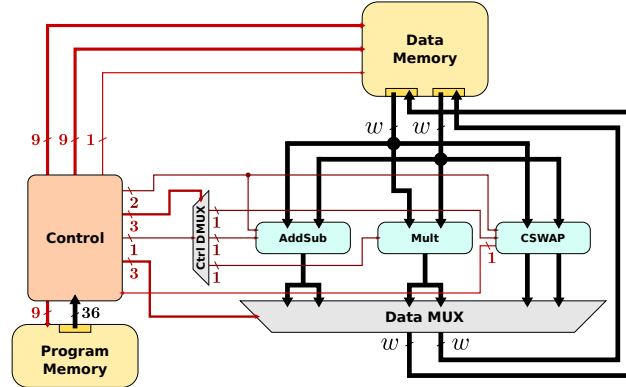 Data
Memory
w
w
9
9
1
2
3
1
3
Control
Ctrl DMUX
1
1
1
AddSub
Mult
CSWAP
1
9
36
Data MUX
w
w
Program
Memory